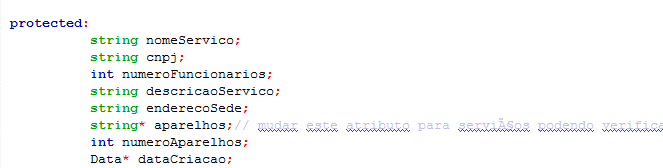 protected:
string nomeServico;
string cnpj;
int numeroFuncionarios;
string descricaoServico;
string enderecoSede;
string* aparelhos;// mudar este atributo para serviÃ§os podendo verifica
int numeroAparelhos;
Data* dataCriacao;